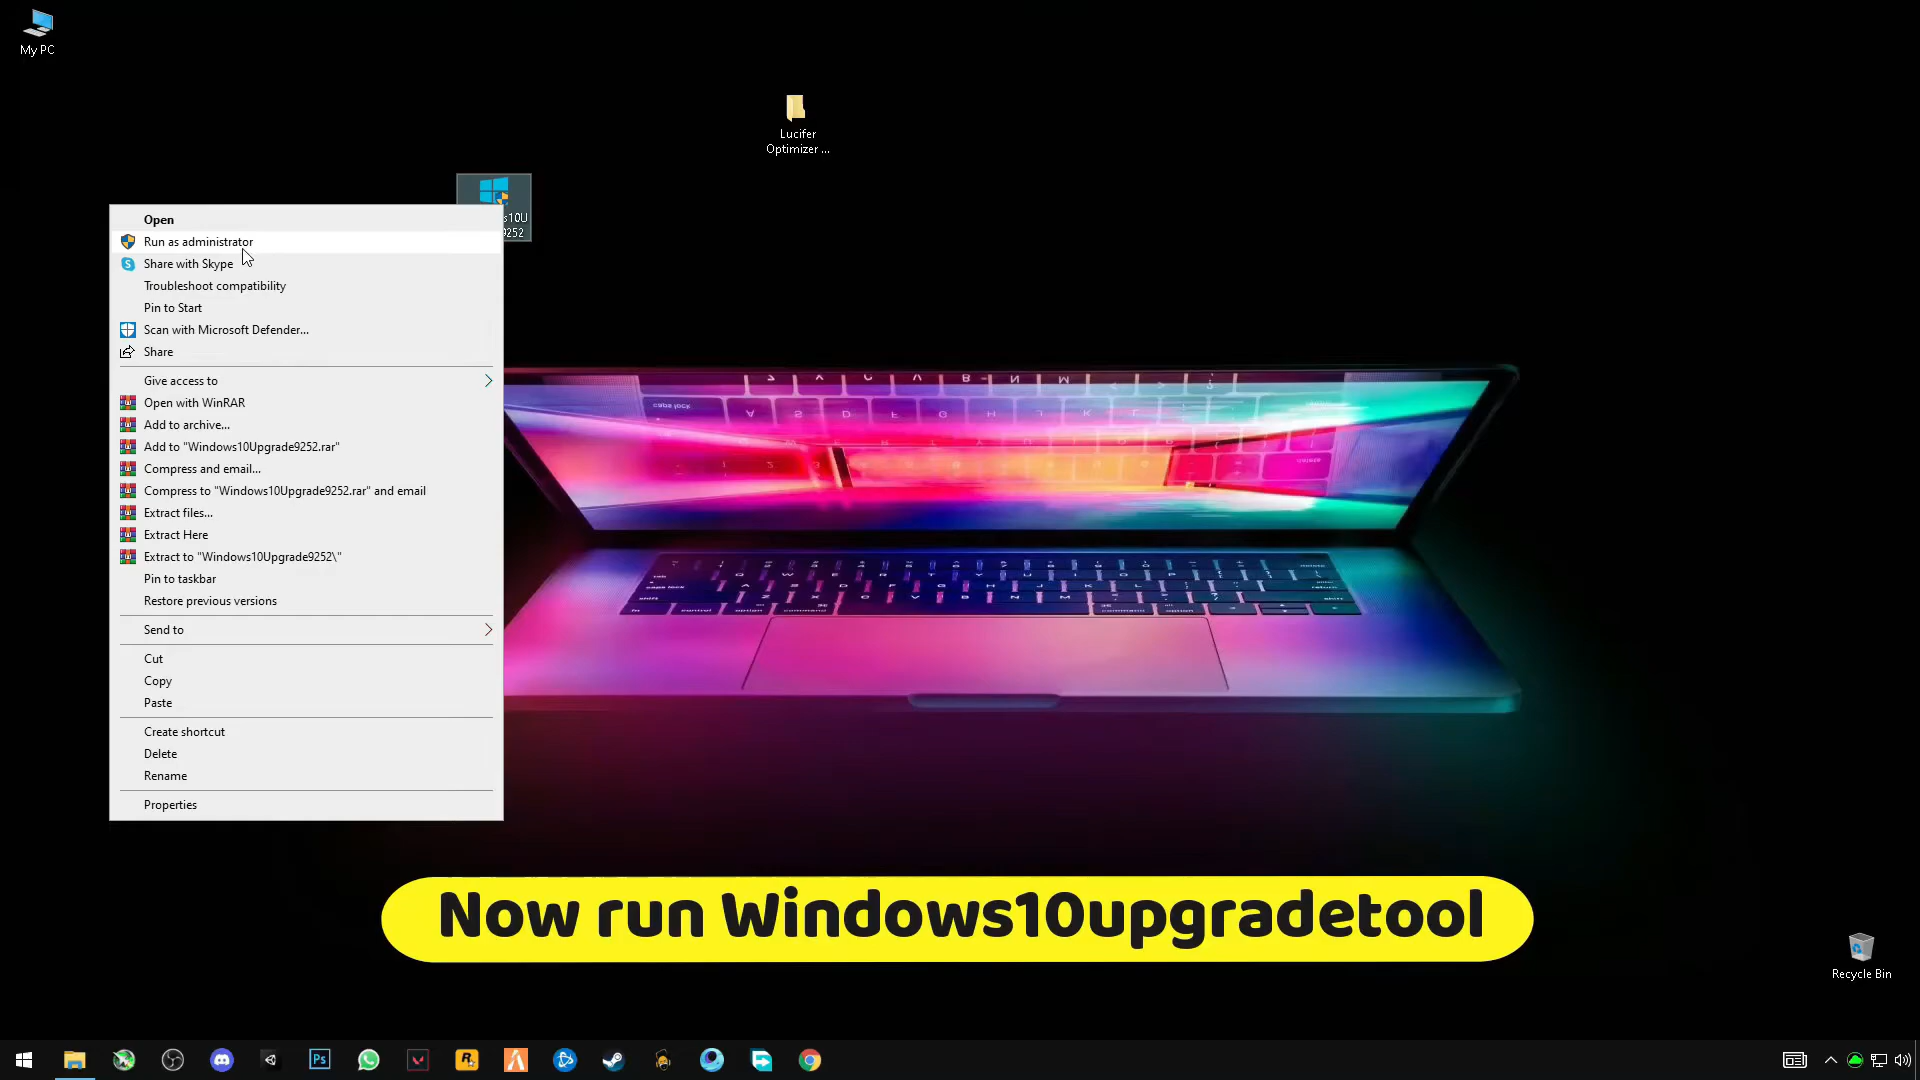 My PC
Lucifer
Optimizer ...
s10U
9252
Open
Run as administrator
Share with Skype
Troubleshoot compatibility
Pin to Start
Scan with Microsoft Defender...
Share
Give access to
Open with WinRAR
Add to archive...
Add to "Windows10Upgrade9252.rar"
Compress and email...
Compress to "Windows10Upgrade9252.rar" and email
Extract files...
Extract Here
Extract to "Windows10Upgrade9252\"
Pin to taskbar
Restore previous versions
Send to
Cut
Copy
Paste
Create shortcut
Delete
Rename
Properties
Now run Windows10upgradetool
Recycle Bin
Ps